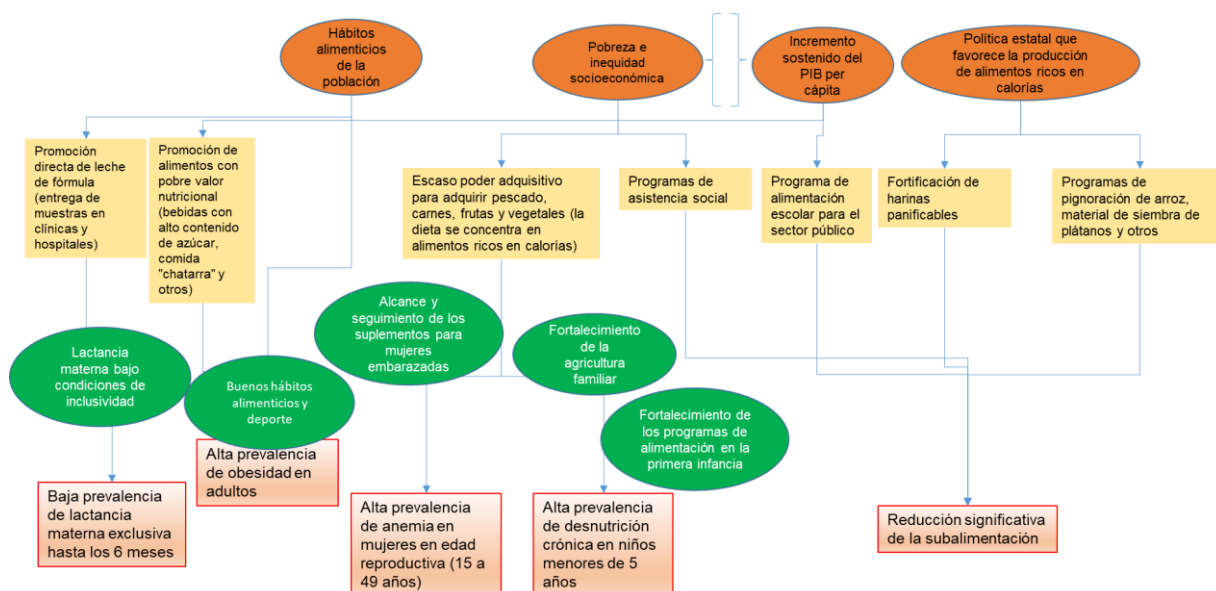 Hábitos
alimenticios
de la
población
Pobreza e
inequidad
socioeconómica
Incremento
sostenido del
PIB per
cápita
Política estatal que
favorece la producción
de alimentos ricos en
calorías
Promoción
directa de leche
de fórmula
(entrega de
muestras en
clínicas y
hospitales)
Promoción de
alimentos con
pobre valor
nutricional
(bebidas con
alto contenido
de azúcar,
comida
"chatarra" y
otros)
Escaso poder adquisitivo
para adquirir pescado,
carnes, frutas y vegetales (la
dieta se concentra en
alimentos ricos en calorías)
Programas de
asistencia social
Programa de
alimentación
escolar para el
sector público
Fortificación de
harinas
panificables
Programas de
pignoración de arroz,
material de siembra de
plátanos y otros
Lactancia
materna bajo
condiciones de
inclusividad
Buenos hábitos
alimenticios y
deporte
Alcance y
seguimiento de los
suplementos para
mujeres
embarazadas
Fortalecimiento
de la
agricultura
familiar
Fortalecimiento de
los programas de
alimentación en la
primera infancia
Baja prevalencia
de lactancia
materna exclusiva
hasta los 6 meses
Alta prevalencia
de obesidad en
adultos
Alta prevalencia
de anemia en
mujeres en edad
reproductiva (15 a
49 años)
Alta prevalencia
de desnutrición
crónica en niños
menores de 5
años
Reducción significativa
de la subalimentación